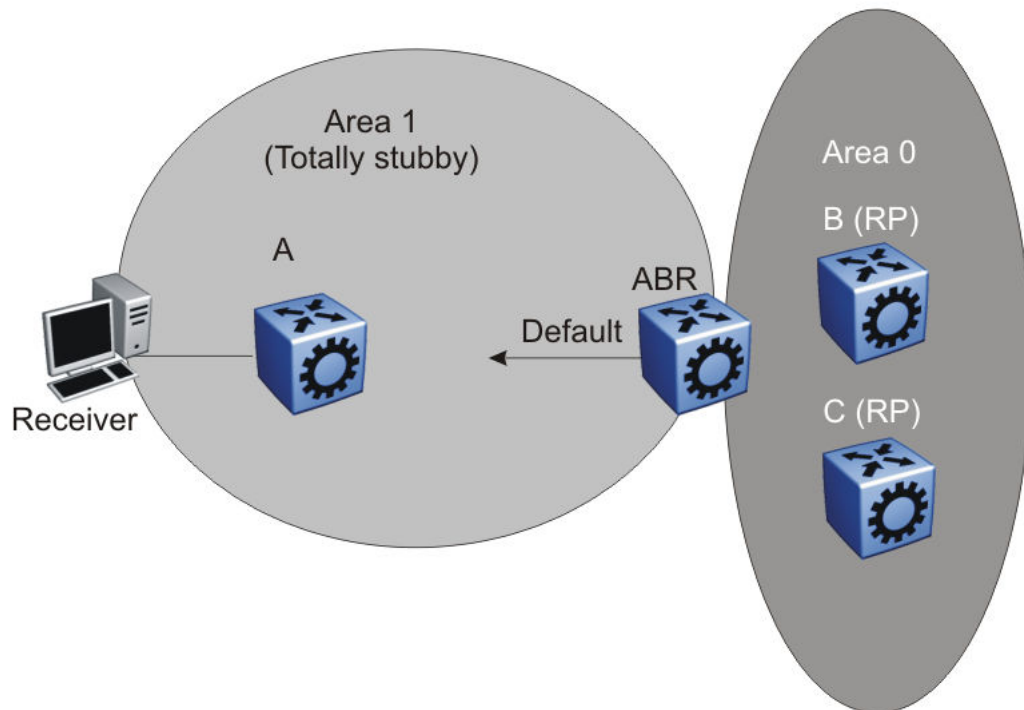 Area 1
(Totally stubby)
Area 0
A
B (RP)
ABR
Default
C (RP)
Receiver